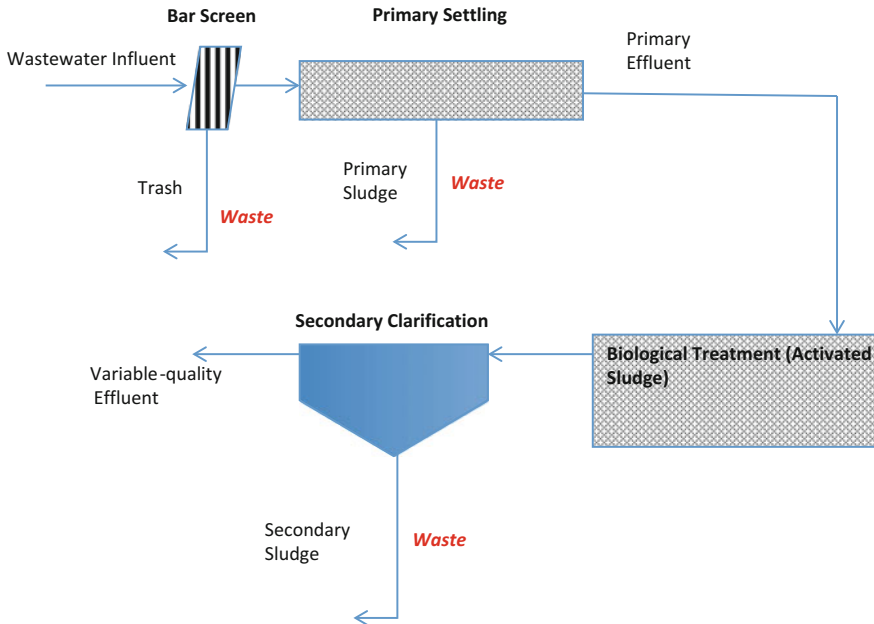 Bar Screen
Primary Settling
Wastewater Influent
Primary
Effluent
Trash
Waste
Primary
Sludge
Waste
Secondary Clarification
Biological Treatment (Activated
Sludge)
Variable-quality
Effluent
Secondary
Sludge
Waste